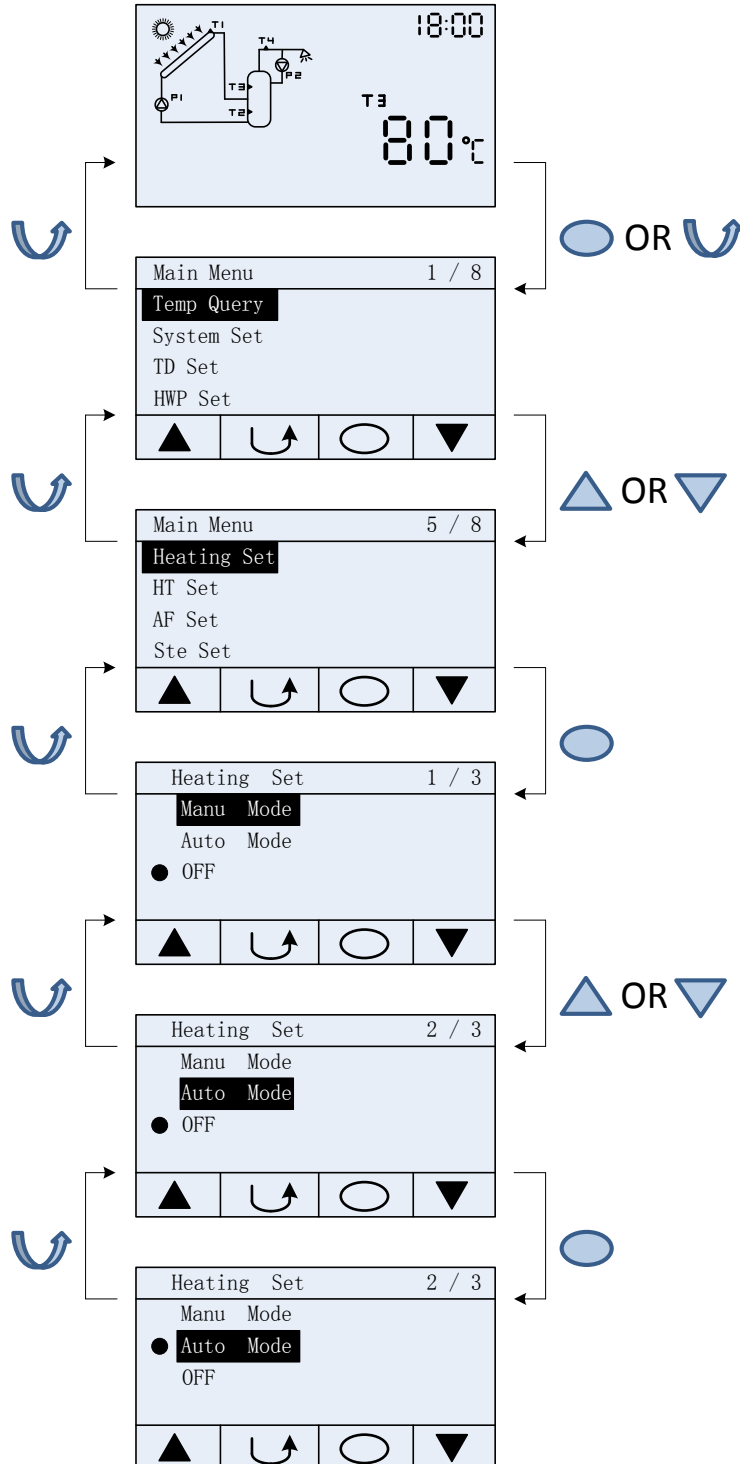 T1
18:00
T4
P2
T3
P1
T2
T3
80℃
OR
Main Menu 1 / 8
Temp Query
System Set
TD Set
HWP Set
OR
Main Menu 5 / 8
Heating Set
HT Set
AF Set
Ste Set
Heating Set 1 / 3
Manu Mode
Auto Mode
● OFF
OR
Heating Set 2 / 3
Manu Mode
Auto Mode
● OFF
Heating Set 2 / 3
Manu Mode
● Auto Mode
OFF